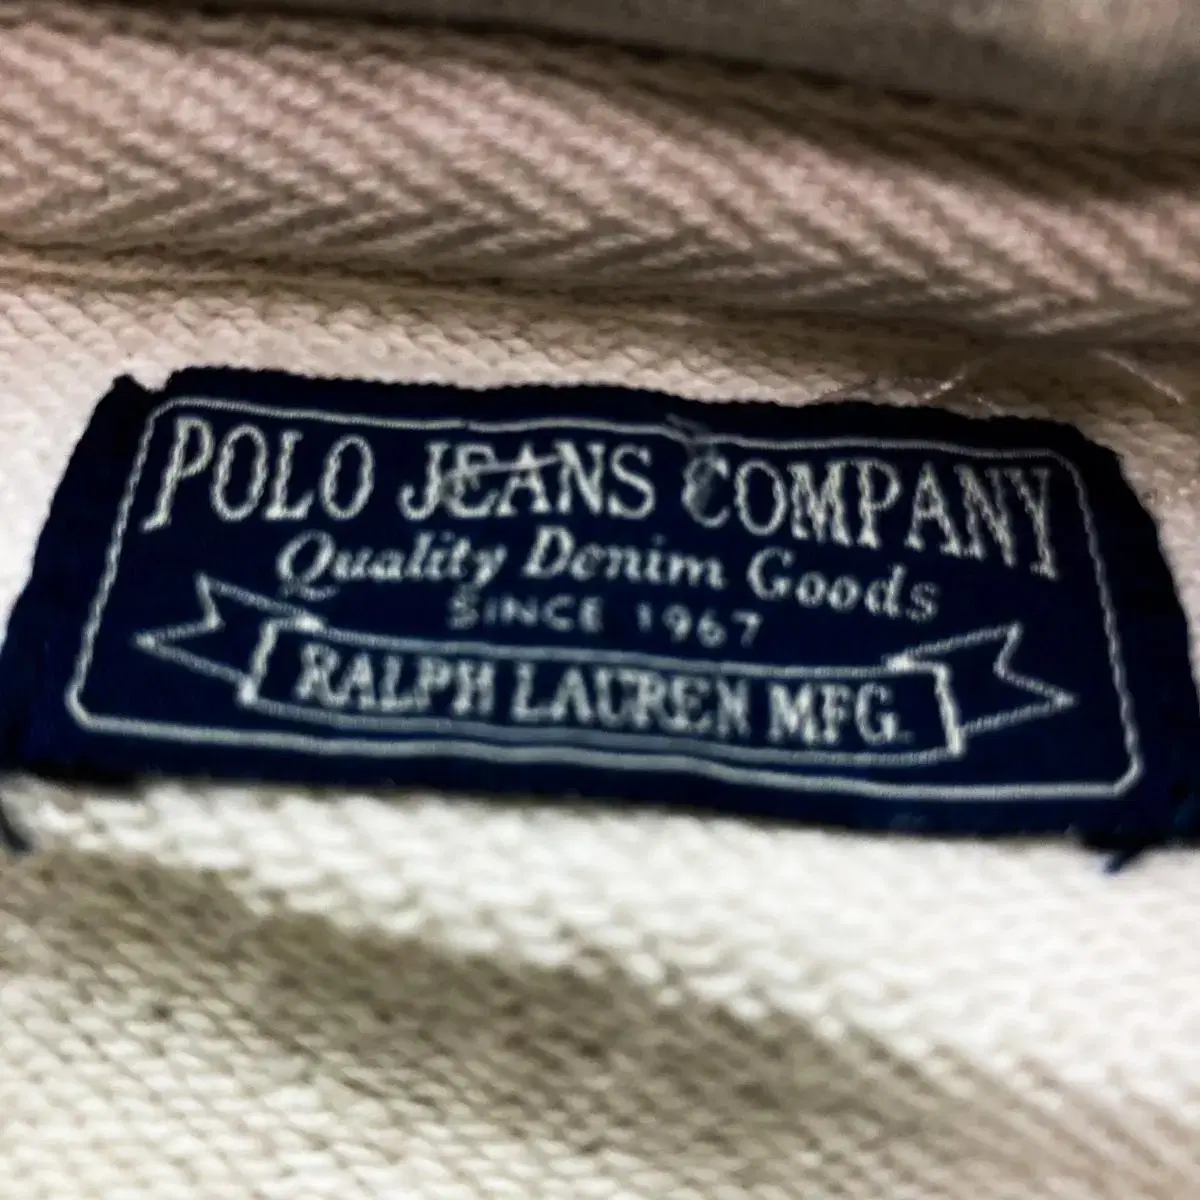 POLO JEANS COMPANY
Quality Denim Goods
SINCE 1967
RALPH LAUREN MFG.